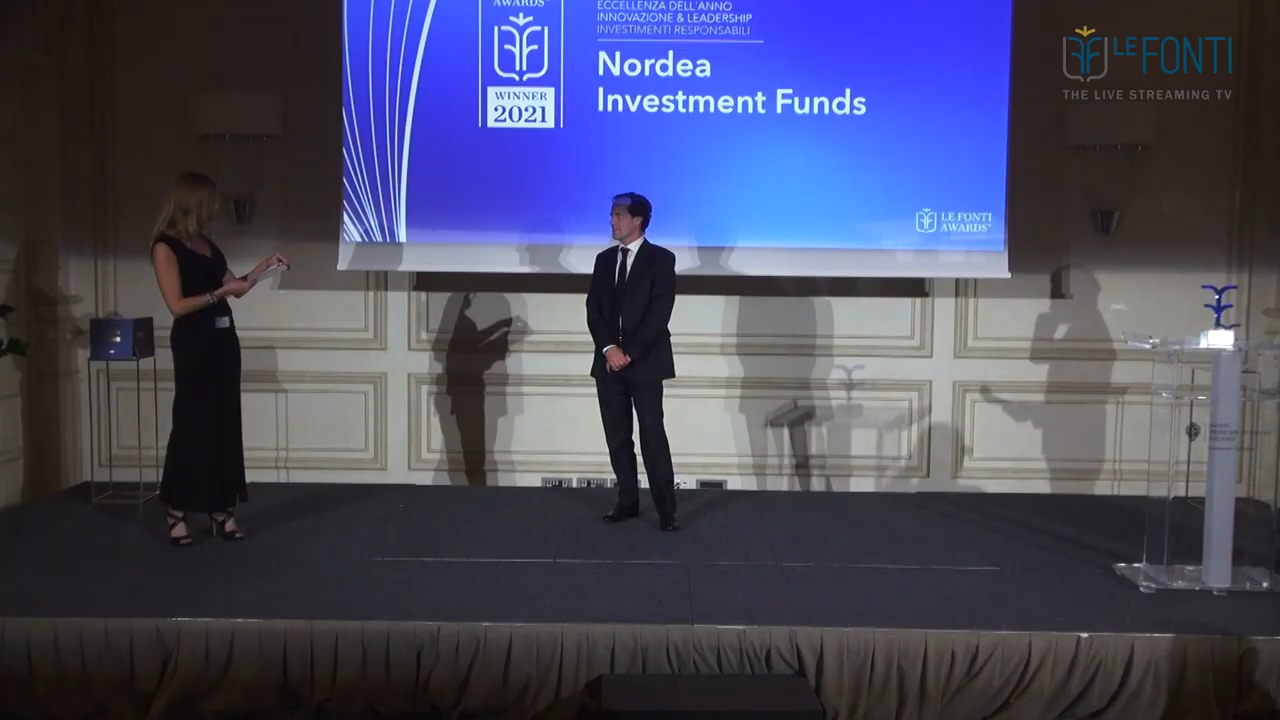 AWARDS®
WINNER
2021
ECCELLENZA DELL'ANNO
INNOVAZIONE & LEADERSHIP
INVESTIMENTI RESPONSABILI
Nordea
Investment Funds
LE FONTI
AWARDS®
LE FONTI
THE LIVE STREAMING TV
HOTEL